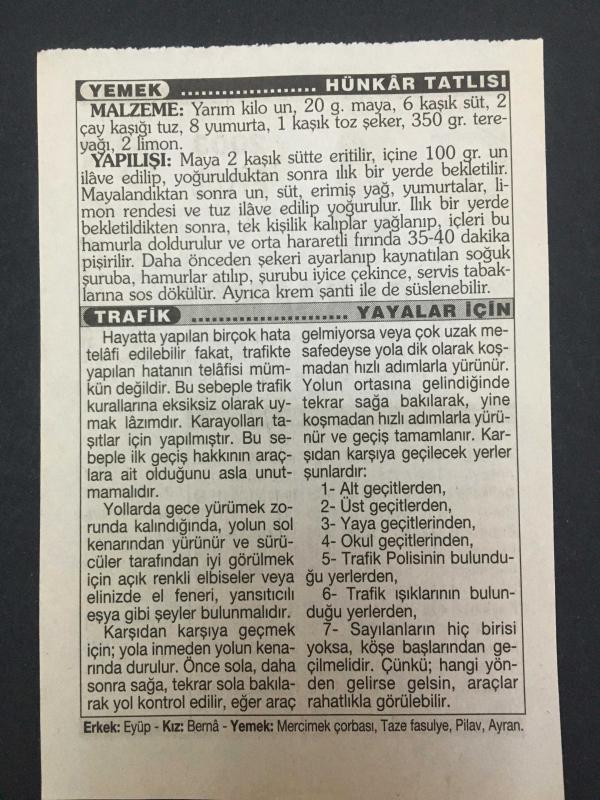 YEMEK .................... HÜNKÂR TATLISI
MALZEME: Yarım kilo un, 20 g. maya, 6 kaşık süt, 2
çay kaşığı tuz, 8 yumurta, 1 kaşık toz şeker, 350 gr. tere-
yağı, 2 limon.
YAPILIŞI: Maya 2 kaşık sütte eritilir, içine 100 gr. un
ilâve edilip, yoğurulduktan sonra ılık bir yerde bekletilir.
Mayalandıktan sonra un, süt, erimiş yağ, yumurtalar, li-
mon rendesi ve tuz ilâve edilip yoğurulur. Ilık bir yerde
bekletildikten sonra, tek kişilik kalıplar yağlanıp, içleri bu
hamurla doldurulur ve orta hararetli fırında 35-40 dakika
pişirilir. Daha önceden şekeri ayarlanıp kaynatılan soğuk
şuruba, hamurlar atılıp, şurubu iyice çekince, servis tabak-
larına sos dökülür. Ayrıca krem şanti ile de süslenebilir.
TRAFİK ....................... YAYALAR İÇİN
Hayatta yapılan birçok hata
telâfi edilebilir fakat, trafikte
yapılan hatanın telâfisi müm-
kün değildir. Bu sebeple trafik
kurallarına eksiksiz olarak uy-
mak lâzımdır. Karayolları ta-
şıtlar için yapılmıştır. Bu se-
beple ilk geçiş hakkının araç-
lara ait olduğunu asla unut-
mamalıdır.
Yollarda gece yürümek zo-
runda kalındığında, yolun sol
kenarından yürünür ve sürü-
cüler tarafından iyi görülmek
için açık renkli elbiseler veya
elinizde el feneri, yansıtıcılı
eşya gibi şeyler bulunmalıdır.
Karşıdan karşıya geçmek
için; yola inmeden yolun kena-
rında durulur. Önce sola, daha
sonra sağa, tekrar sola bakıla-
rak yol kontrol edilir, eğer araç
gelmiyorsa veya çok uzak me-
safedeyse yola dik olarak koş-
madan hızlı adımlarla yürünür.
Yolun ortasına gelindiğinde
tekrar sağa bakılarak, yine
koşmadan hızlı adımlarla yürü-
nür ve geçiş tamamlanır. Kar-
şıdan karşıya geçilecek yerler
şunlardır:
1- Alt geçitlerden,
2- Üst geçitlerden,
3- Yaya geçitlerinden,
4- Okul geçitlerinden,
5- Trafik Polisinin bulundu-
ğu yerlerden,
6- Trafik ışıklarının bulun-
duğu yerlerden,
7- Sayılanların hiç birisi
yoksa, köşe başlarından ge-
çilmelidir. Çünkü; hangi yön-
den gelirse gelsin, araçlar
rahatlıkla görülebilir.
Erkek: Eyüp - Kız: Bernâ - Yemek: Mercimek çorbası, Taze fasulye, Pilav, Ayran.